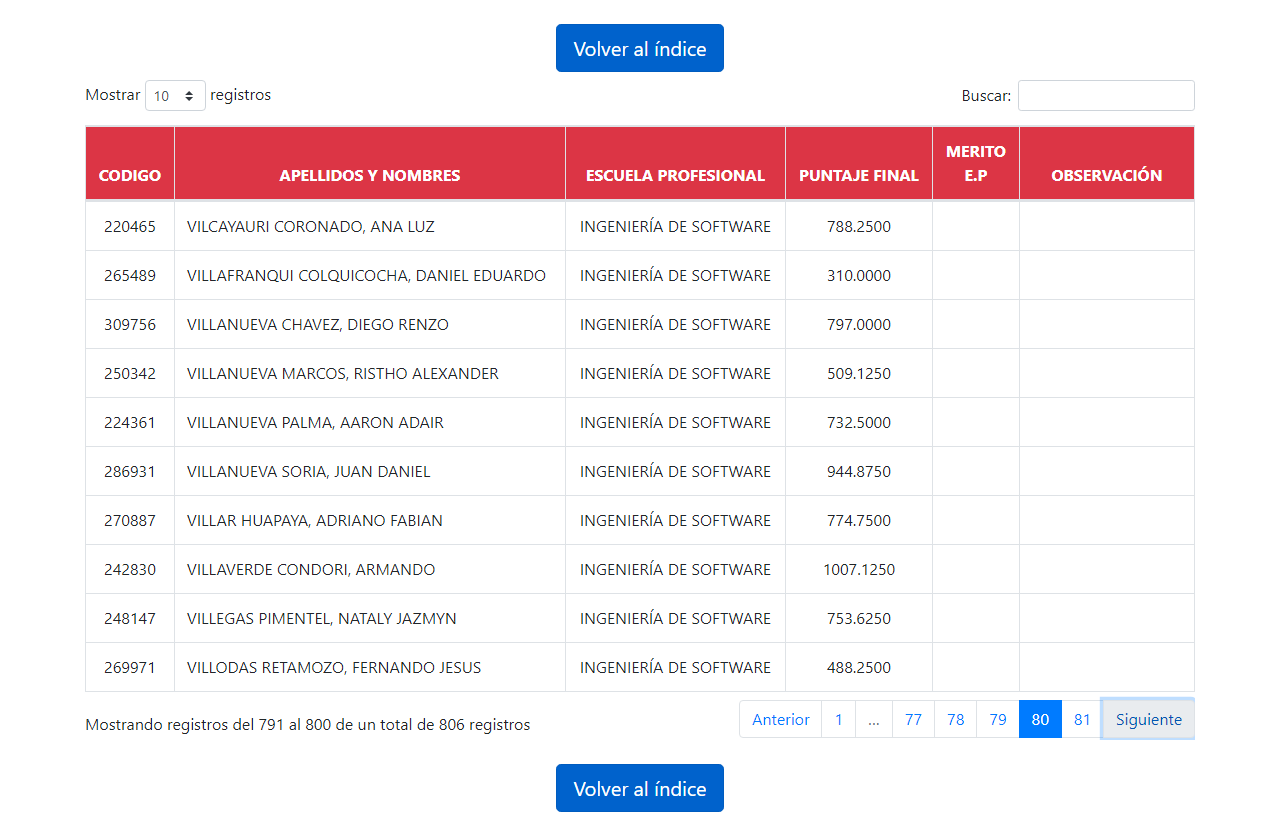 Volver al índice
Mostrar 10 registros Buscar:
CODIGO APELLIDOS Y NOMBRES ESCUELA PROFESIONAL PUNTAJE FINAL MERITO E.P OBSERVACIÓN
220465 VILCAYAURI CORONADO, ANA LUZ INGENIERÍA DE SOFTWARE 788.2500
265489 VILLAFRANQUI COLQUICOCHA, DANIEL EDUARDO INGENIERÍA DE SOFTWARE 310.0000
309756 VILLANUEVA CHAVEZ, DIEGO RENZO INGENIERÍA DE SOFTWARE 797.0000
250342 VILLANUEVA MARCOS, RISTHO ALEXANDER INGENIERÍA DE SOFTWARE 509.1250
224361 VILLANUEVA PALMA, AARON ADAIR INGENIERÍA DE SOFTWARE 732.5000
286931 VILLANUEVA SORIA, JUAN DANIEL INGENIERÍA DE SOFTWARE 944.8750
270887 VILLAR HUAPAYA, ADRIANO FABIAN INGENIERÍA DE SOFTWARE 774.7500
242830 VILLAVERDE CONDORI, ARMANDO INGENIERÍA DE SOFTWARE 1007.1250
248147 VILLEGAS PIMENTEL, NATALY JAZMYN INGENIERÍA DE SOFTWARE 753.6250
269971 VILLODAS RETAMOZO, FERNANDO JESUS INGENIERÍA DE SOFTWARE 488.2500
Mostrando registros del 791 al 800 de un total de 806 registros Anterior 1 ... 77 78 79 80 81 Siguiente
Volver al índice